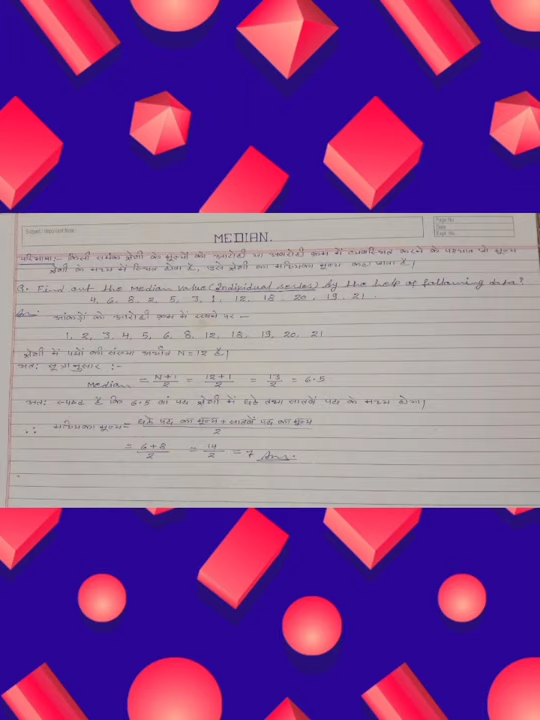 Page No.
Date
MEDIAN.
परिभाषा:- किसी समंक श्रेणी के मूल्यों को आरोही या अवरोही क्रम में व्यवस्थित करने के पश्चात जो मूल्य
श्रेणी के मध्य में स्थित होता है, उसे श्रेणी का मध्यिका मूल्य कहा जाता है।
Q. Find out the Median value (Individual series) by the help of following data?
4, 6, 8, 2, 5, 3, 1, 12, 18, 20, 19, 21.
आंकड़ों को आरोही क्रम में रखने पर :-
1, 2, 3, 4, 5, 6, 8, 12, 18, 19, 20, 21
श्रेणी में पदों की संख्या अर्थात N=12 है।
अतः सूत्रानुसार :-
Median = N+1/2 = 12+1/2 = 13/2 = 6.5
अतः स्पष्ट है कि 6.5 वां पद श्रेणी में छठे तथा सातवें पद के मध्य होगा।
∴ मध्यिका मूल्य = छठे पद का मूल्य + सातवें पद का मूल्य/2
= 6+8/2 = 14/2 = 7 Ans.